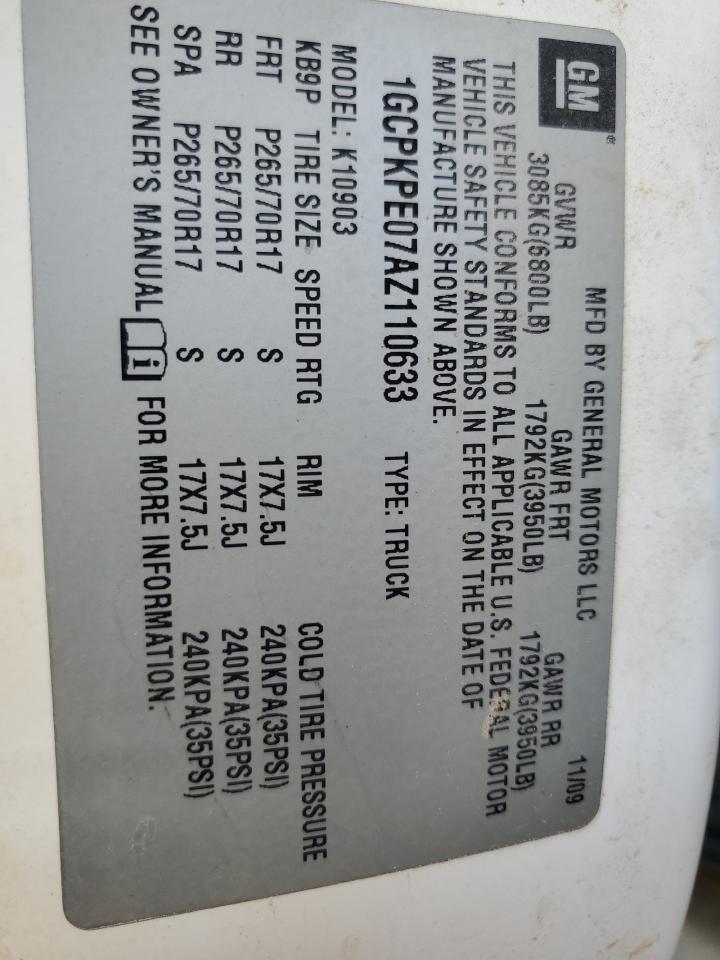 GM
MFD BY GENERAL MOTORS LLC 11/09
GVWR GAWR FRT GAWR RR
3085KG(6800LB) 1792KG(3950LB) 1792KG(3950LB)
THIS VEHICLE CONFORMS TO ALL APPLICABLE U.S. FEDERAL MOTOR
VEHICLE SAFETY STANDARDS IN EFFECT ON THE DATE OF
MANUFACTURE SHOWN ABOVE.
1GCPKPE07AZ110633 TYPE: TRUCK
MODEL: K10903
KB9P TIRE SIZE SPEED RTG RIM COLD TIRE PRESSURE
FRT P265/70R17 S 17X7.5J 240KPA(35PSI)
RR P265/70R17 S 17X7.5J 240KPA(35PSI)
SPA P265/70R17 S 17X7.5J 240KPA(35PSI)
SEE OWNER'S MANUAL i FOR MORE INFORMATION.